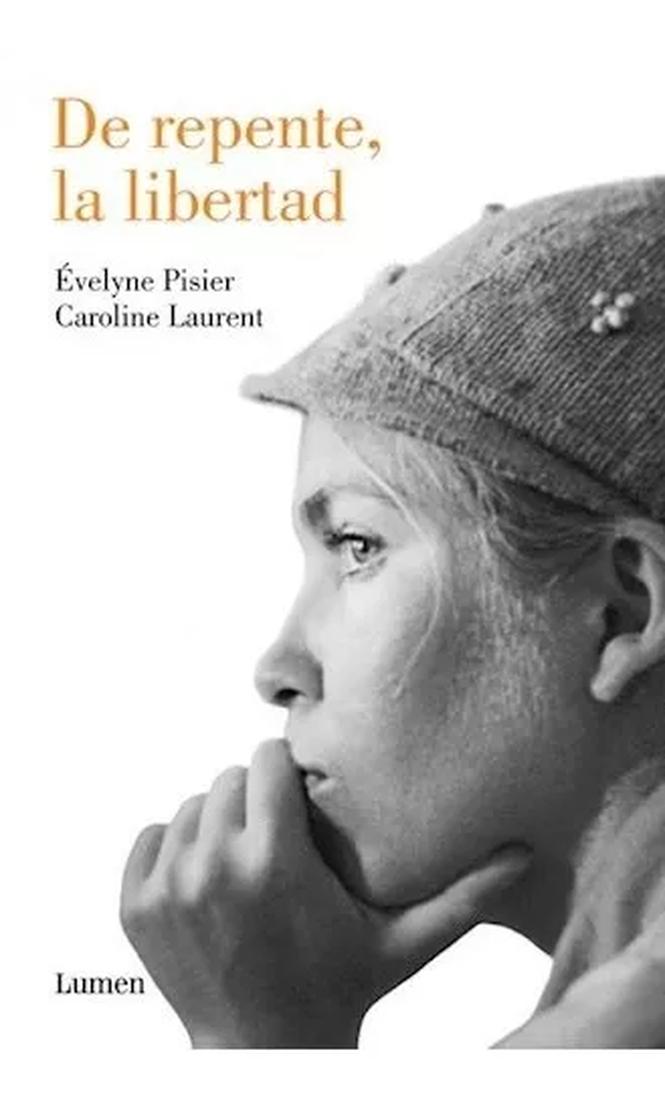 De repente,
la libertad
Évelyne Pisier
Caroline Laurent
Lumen